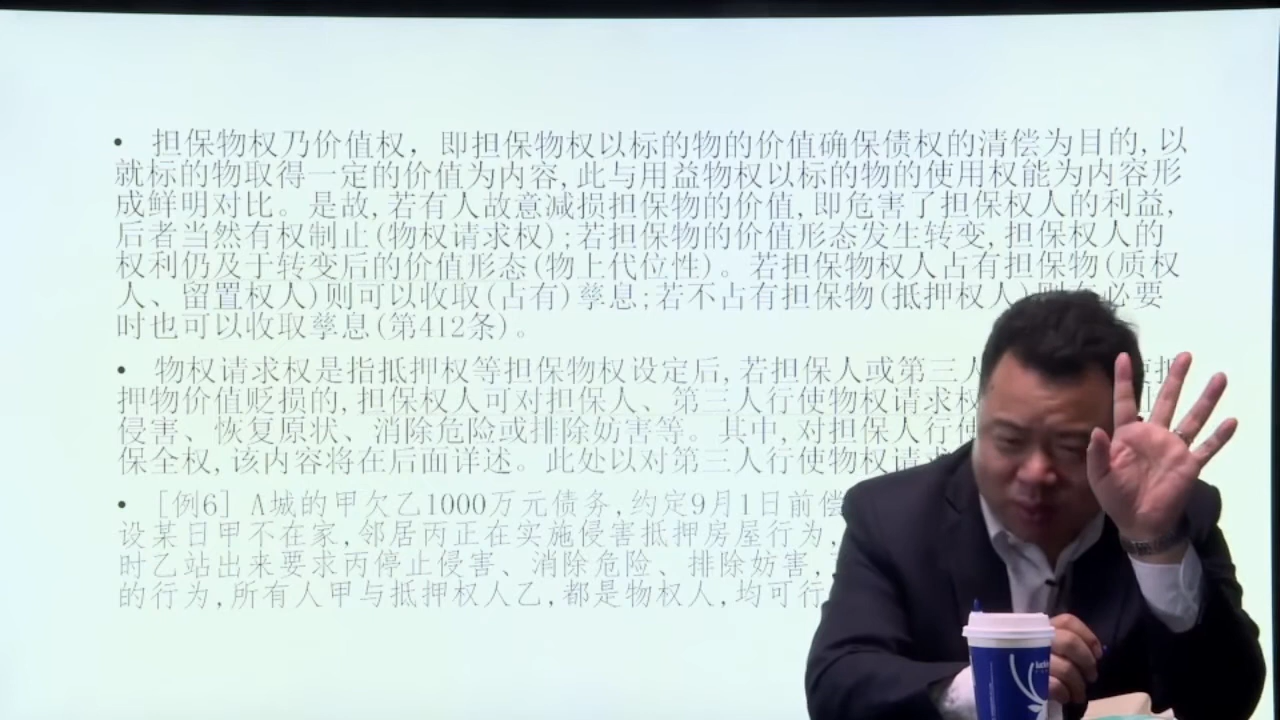 • 担保物权乃价值权，即担保物权以标的物的价值确保债权的清偿为目的,以
就标的物取得一定的价值为内容,此与用益物权以标的物的使用权能为内容形
成鲜明对比。是故,若有人故意减损担保物的价值,即危害了担保权人的利益,
后者当然有权制止(物权请求权);若担保物的价值形态发生转变,担保权人的
权利仍及于转变后的价值形态(物上代位性)。若担保物权人占有担保物(质权
人、留置权人)则可以收取(占有)孳息;若不占有担保物(抵押权人)则在必要
时也可以收取孳息(第412条)。
• 物权请求权是指抵押权等担保物权设定后,若担保人或第三人
押物价值贬损的,担保权人可对担保人、第三人行使物权请求权
侵害、恢复原状、消除危险或排除妨害等。其中,对担保人行使
保全权,该内容将在后面详述。此处以对第三人行使物权请求
• [例6] A城的甲欠乙1000万元债务,约定9月1日前偿
设某日甲不在家,邻居丙正在实施侵害抵押房屋行为,
时乙站出来要求丙停止侵害、消除危险、排除妨害,
的行为,所有人甲与抵押权人乙,都是物权人,均可行
luckin